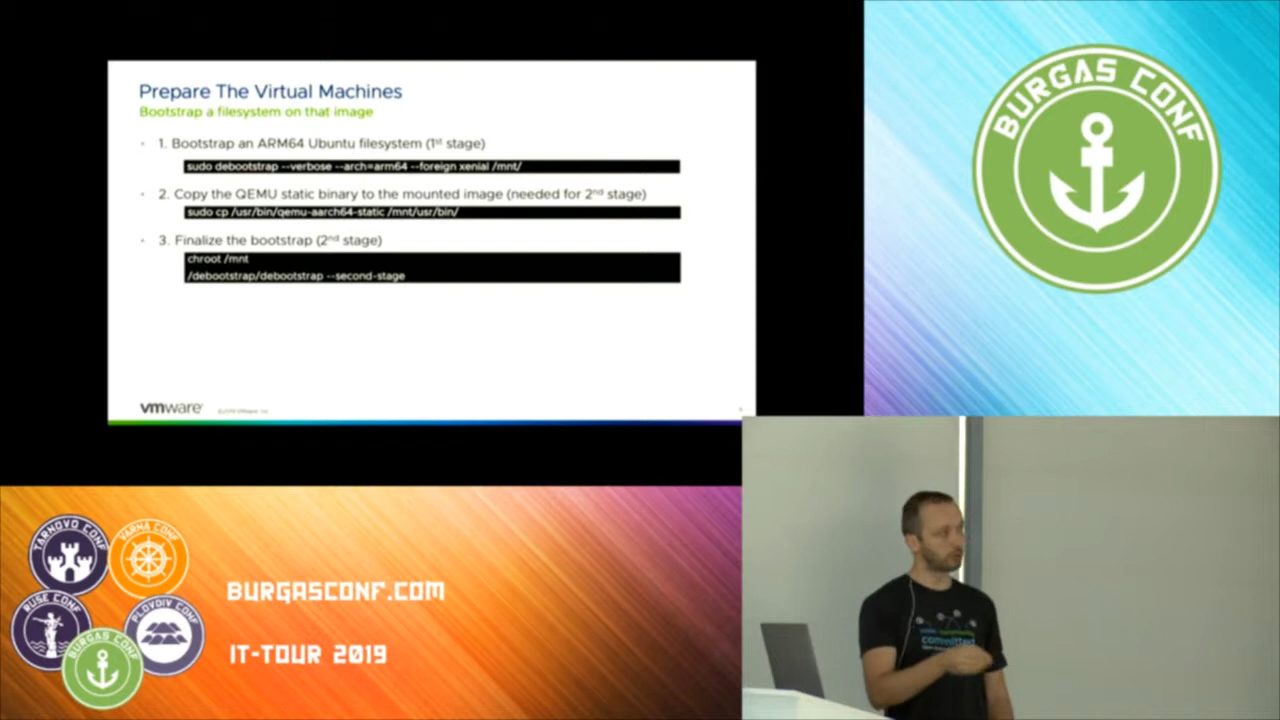 Prepare The Virtual Machines
Bootstrap a filesystem on that image
1. Bootstrap an ARM64 Ubuntu filesystem (1st stage)
sudo debootstrap --verbose --arch=arm64 --foreign xenial /mnt/
2. Copy the QEMU static binary to the mounted image (needed for 2nd stage)
sudo cp /usr/bin/qemu-aarch64-static /mnt/usr/bin/
3. Finalize the bootstrap (2nd stage)
chroot /mnt
/debootstrap/debootstrap --second-stage
vmware
BURGAS CONF
TARNOVO CONF
VARNA CONF
RUSE CONF
PLOVDIV CONF
BURGAS CONF
BURGASCONF.COM
IT-TOUR 2019
committed